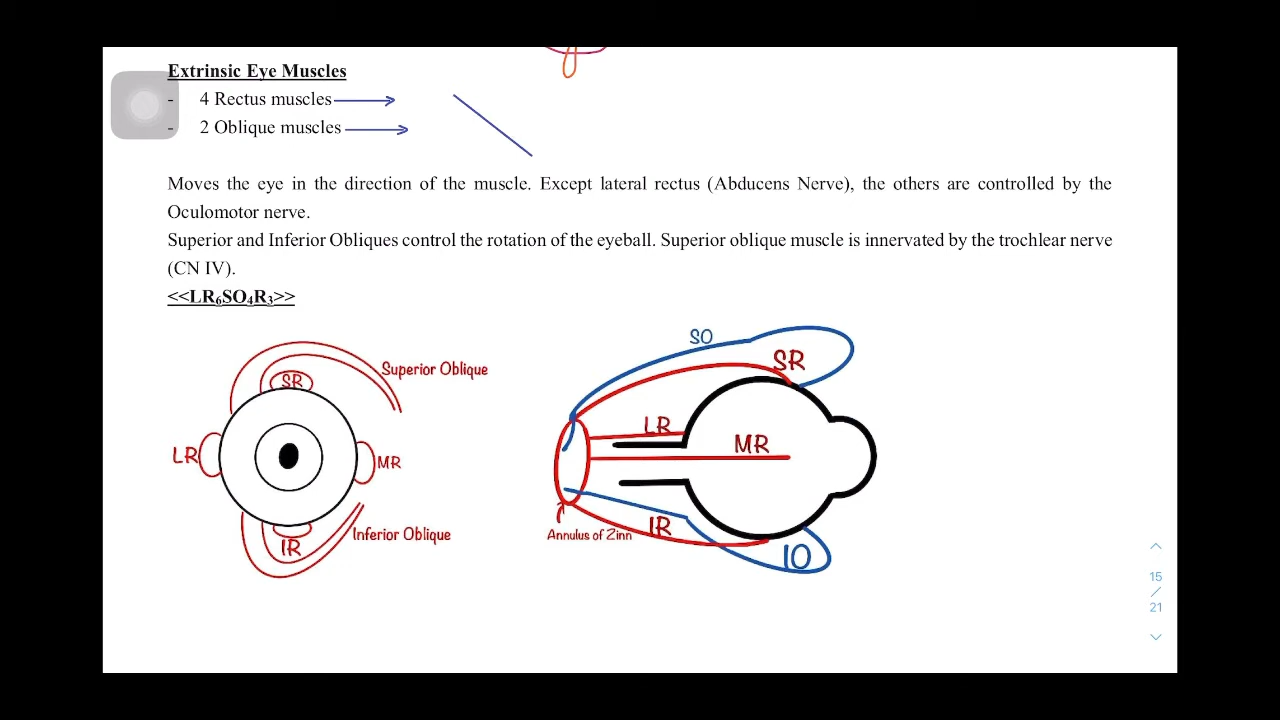 Extrinsic Eye Muscles
- 4 Rectus muscles
- 2 Oblique muscles
Moves the eye in the direction of the muscle. Except lateral rectus (Abducens Nerve), the others are controlled by the
Oculomotor nerve.
Superior and Inferior Obliques control the rotation of the eyeball. Superior oblique muscle is innervated by the trochlear nerve
(CN IV).
<<LR₆SO₄R₃>>
SR
Superior Oblique
LR
MR
IR
Inferior Oblique
SO
SR
LR
MR
Annulus of Zinn
IR
IO
15
/
21